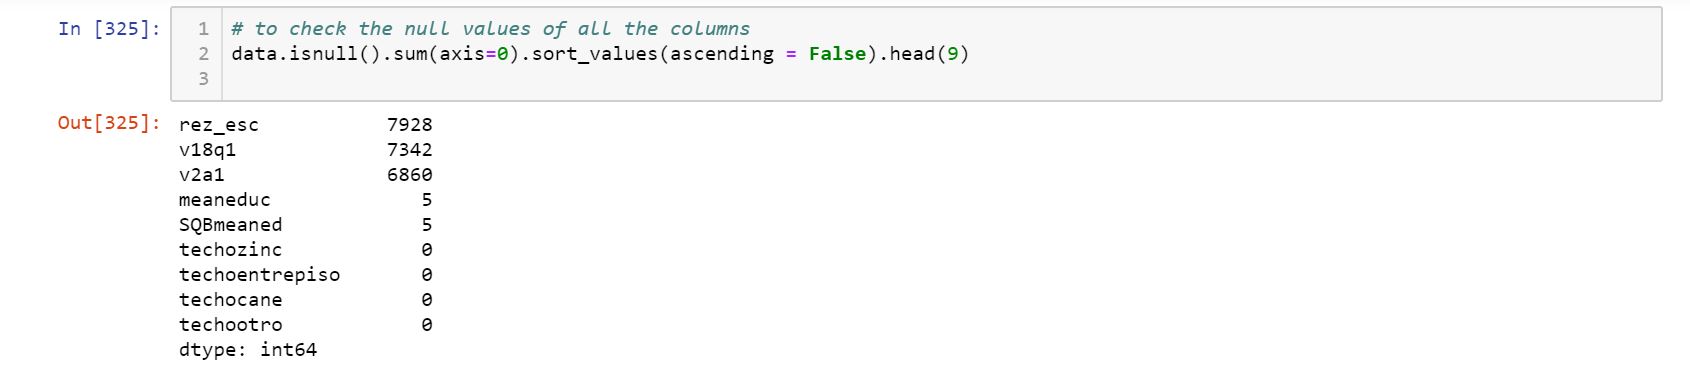 In [325]:
1 # to check the null values of all the columns
2 data.isnull().sum(axis=0).sort_values(ascending = False).head(9)
3
Out[325]: rez_esc 7928
v18q1 7342
v2a1 6860
meaneduc 5
SQBmeaned 5
techozinc 0
techoentrepiso 0
techocane 0
techootro 0
dtype: int64